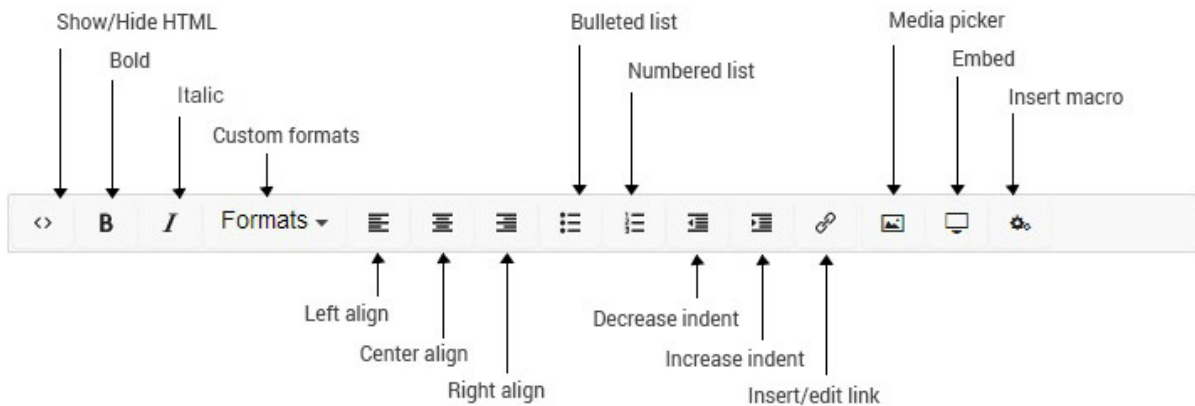 Show/Hide HTML
Bold
Italic
Custom formats
Bulleted list
Numbered list
Media picker
Embed
Insert macro
<> B I Formats
Left align
Center align
Right align
Decrease indent
Increase indent
Insert/edit link